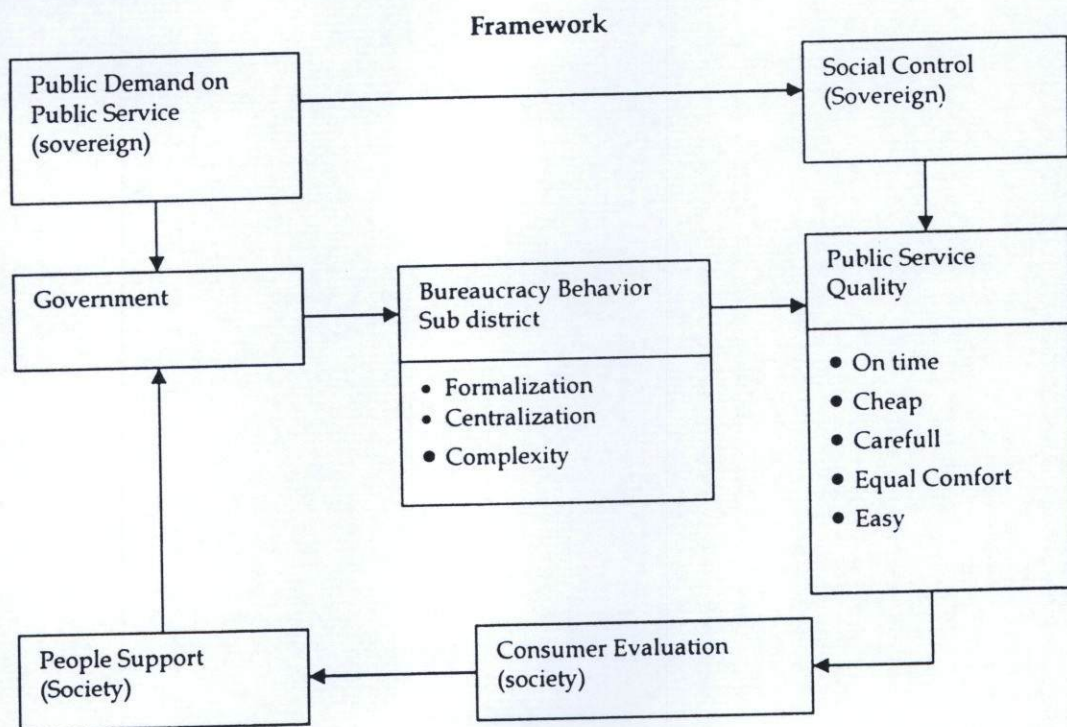 Framework
Public Demand on
Public Service
(sovereign)
Social Control
(Sovereign)
Government
Bureaucracy Behavior
Sub district
• Formalization
• Centralization
• Complexity
Public Service
Quality
• On time
• Cheap
• Carefull
• Equal Comfort
• Easy
People Support
(Society)
Consumer Evaluation
(society)